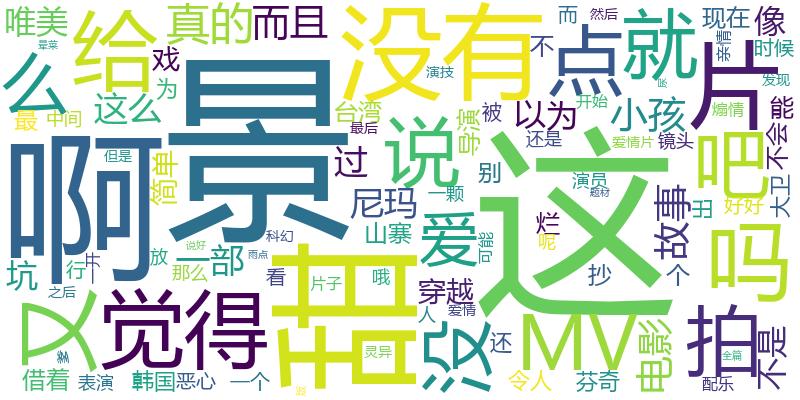 唯美
给
真的
而且
没有
而
然后
不
点
就
现在
像
晕菜
戏
演技
亲情
时候
么
这么
为
景
台湾
被
以为
开始
小孩
片
煽情
发现
能
最
中间
最后
导演
还是
爱情片
镜头
不会
但是
简单
过
说
别
演员
吧
啊
尼玛
一颗
题材
出
好好
大卫
烂
呢
故事
爱
山寨
可能
这
坑
行
一部
科幻
说好
雨点
放
那么
看
哦
抄
个
吗
片子
穿越
之后
又
觉得
甜
人
爱情
没
还
MV
电影
拍
不是
灵异
全篇
借着
表演
韩国
恶心
一个
令人
芬奇
配乐